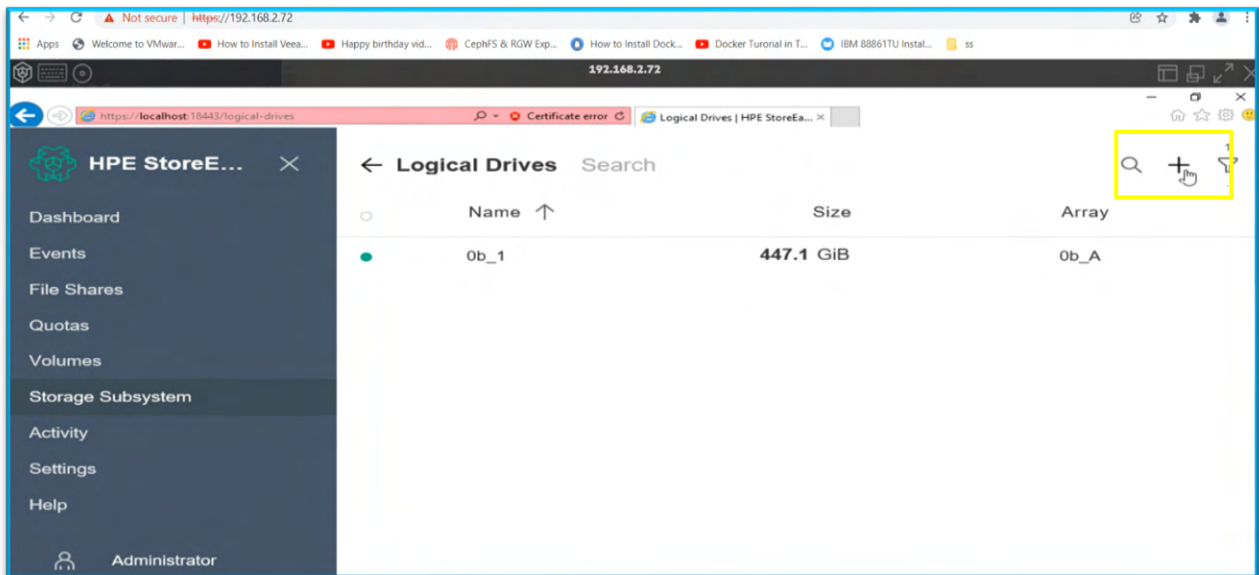 Not secure | https://192.168.2.72
Apps Welcome to VMwar... How to Install Veea... Happy birthday vid... CephFS & RGW Exp... How to Install Dock... Docker Turorial in T... IBM 88861TU Instal... ss
192.168.2.72
https://localhost:18443/logical-drives Certificate error Logical Drives | HPE StoreEa...
HPE StoreE... Logical Drives Search
1
Dashboard
Name Size Array
Events
0b_1 447.1 GiB 0b_A
File Shares
Quotas
Volumes
Storage Subsystem
Activity
Settings
Help
Administrator